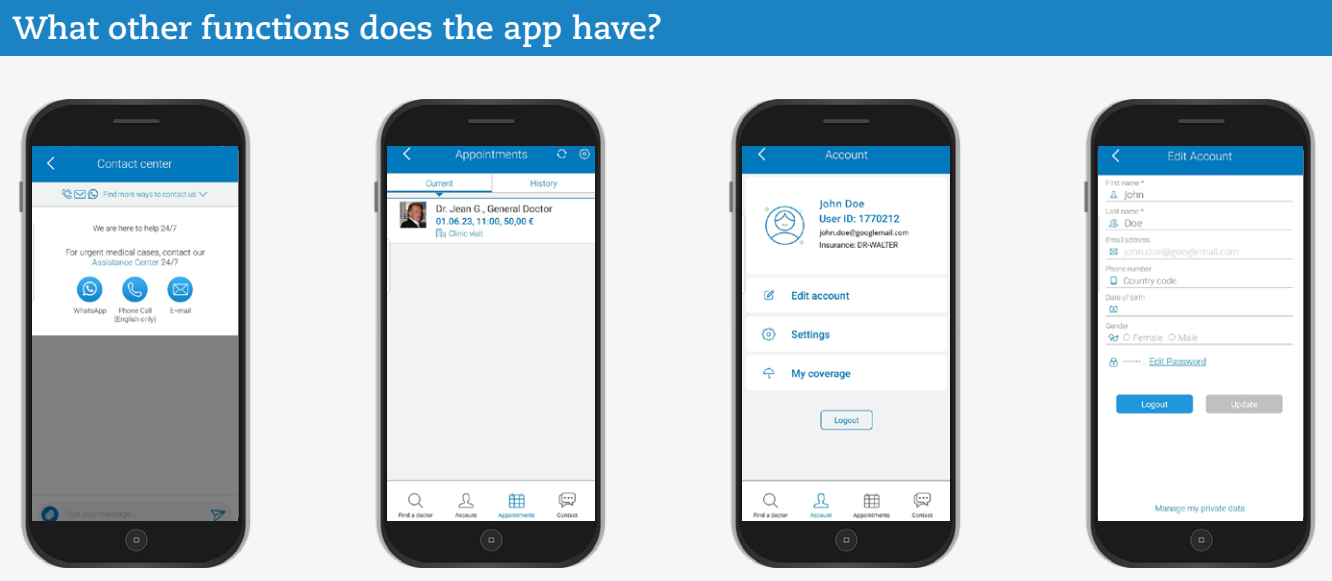 What other functions does the app have?
Contact center
Find more ways to contact us
We are here to help 24/7
For urgent medical cases, contact our
Assistance Center 24/7
WhatsApp
Phone Call
(English only)
E-mail
Type your message...
Appointments
Current
History
Dr. Jean G., General Doctor
01.06.23, 11:00, 50,00 €
Clinic visit
Find a doctor
Account
Appointments
Contact
Account
John Doe
User ID: 1770212
john.doe@googlemail.com
Insurance: DR-WALTER
Edit account
Settings
My coverage
Logout
Find a doctor
Account
Appointments
Contact
Edit Account
First name *
John
Last name *
Doe
Email address
john.doe@googlemail.com
Phone number
Country code
Date of birth
Gender
Female
Male
Edit Password
Logout
Update
Manage my private data